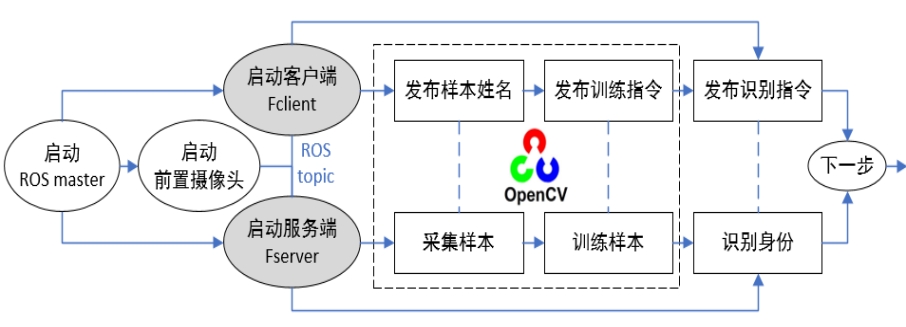 启动客户端
Fclient
发布样本姓名
发布训练指令
发布识别指令
启动
ROS master
启动
前置摄像头
ROS
topic
OpenCV
下一步
启动服务端
Fserver
采集样本
训练样本
识别身份